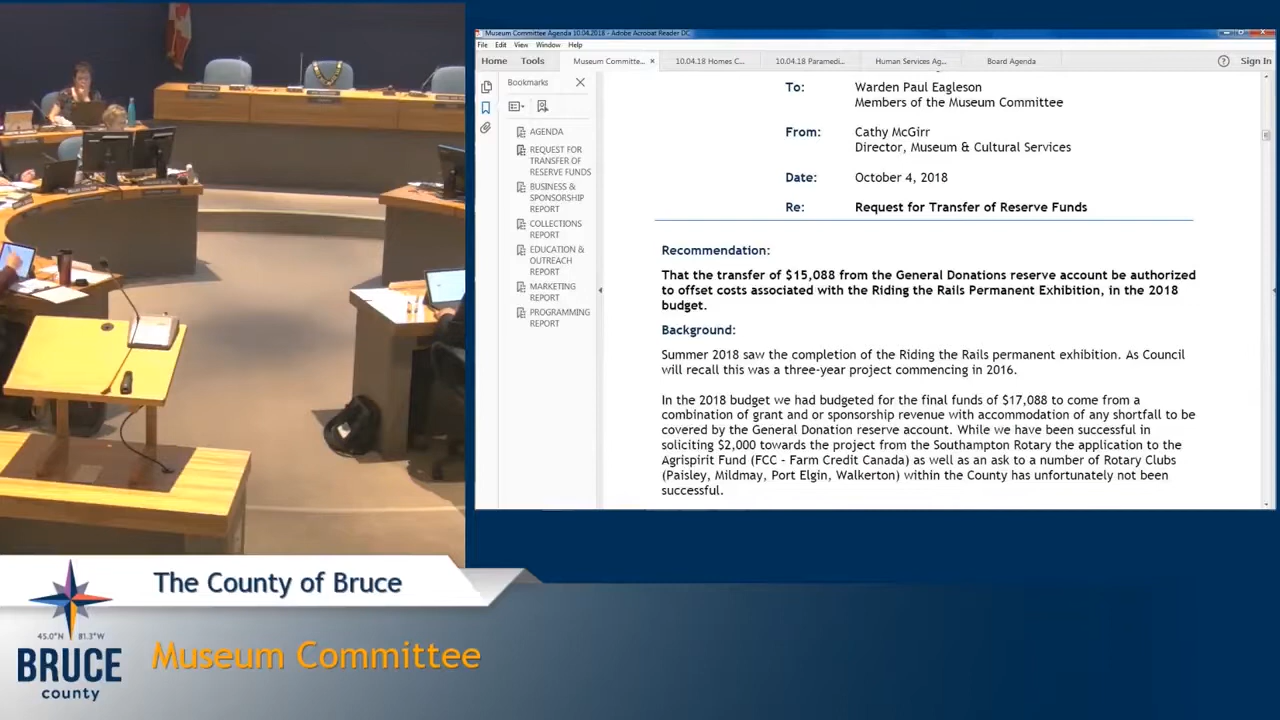 Museum Committee Agenda 10.04.2018 - Adobe Acrobat Reader DC
File Edit View Window Help
Home Tools Museum Committe... × 10.04.18 Homes C... 10.04.18 Paramedi... Human Services Ag... Board Agenda Sign In
Bookmarks
AGENDA
REQUEST FOR
TRANSFER OF
RESERVE FUNDS
BUSINESS &
SPONSORSHIP
REPORT
COLLECTIONS
REPORT
EDUCATION &
OUTREACH
REPORT
MARKETING
REPORT
PROGRAMMING
REPORT
To: Warden Paul Eagleson
Members of the Museum Committee
From: Cathy McGirr
Director, Museum & Cultural Services
Date: October 4, 2018
Re: Request for Transfer of Reserve Funds
Recommendation:
That the transfer of $15,088 from the General Donations reserve account be authorized
to offset costs associated with the Riding the Rails Permanent Exhibition, in the 2018
budget.
Background:
Summer 2018 saw the completion of the Riding the Rails permanent exhibition. As Council
will recall this was a three-year project commencing in 2016.
In the 2018 budget we had budgeted for the final funds of $17,088 to come from a
combination of grant and or sponsorship revenue with accommodation of any shortfall to be
covered by the General Donation reserve account. While we have been successful in
soliciting $2,000 towards the project from the Southampton Rotary the application to the
Agrispirit Fund (FCC - Farm Credit Canada) as well as an ask to a number of Rotary Clubs
(Paisley, Mildmay, Port Elgin, Walkerton) within the County has unfortunately not been
successful.
The County of Bruce
Museum Committee
45.0°N 81.3°W
BRUCE
county